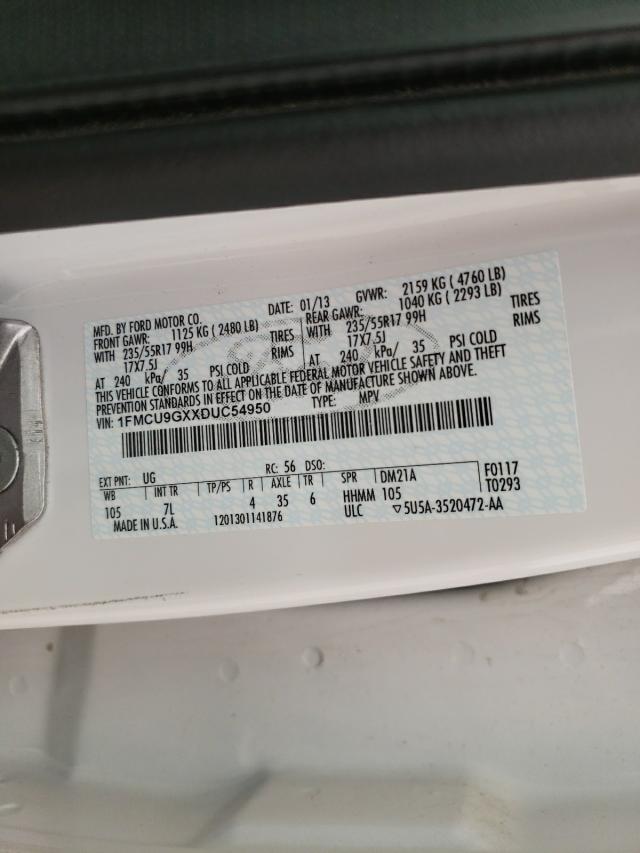 MFD. BY FORD MOTOR CO. DATE: 01/13 GVWR: 2159 KG ( 4760 LB)
FRONT GAWR: 1125 KG ( 2480 LB) REAR GAWR: 1040 KG ( 2293 LB)
WITH 235/55R17 99H TIRES WITH 235/55R17 99H TIRES
17X7.5J RIMS 17X7.5J RIMS
AT 240 kPa/ 35 PSI COLD AT 240 kPa/ 35 PSI COLD
THIS VEHICLE CONFORMS TO ALL APPLICABLE FEDERAL MOTOR VEHICLE SAFETY AND THEFT
PREVENTION STANDARDS IN EFFECT ON THE DATE OF MANUFACTURE SHOWN ABOVE.
VIN: 1FMCU9GXXDUC54950 TYPE: MPV
EXT PNT: UG RC: 56 DSO: F0117
WB INT TR TP/PS R AXLE TR SPR DM21A T0293
105 7L 4 35 6 HHMM 105
MADE IN U.S.A. 1201301141876 ULC ▽5U5A-3520472-AA